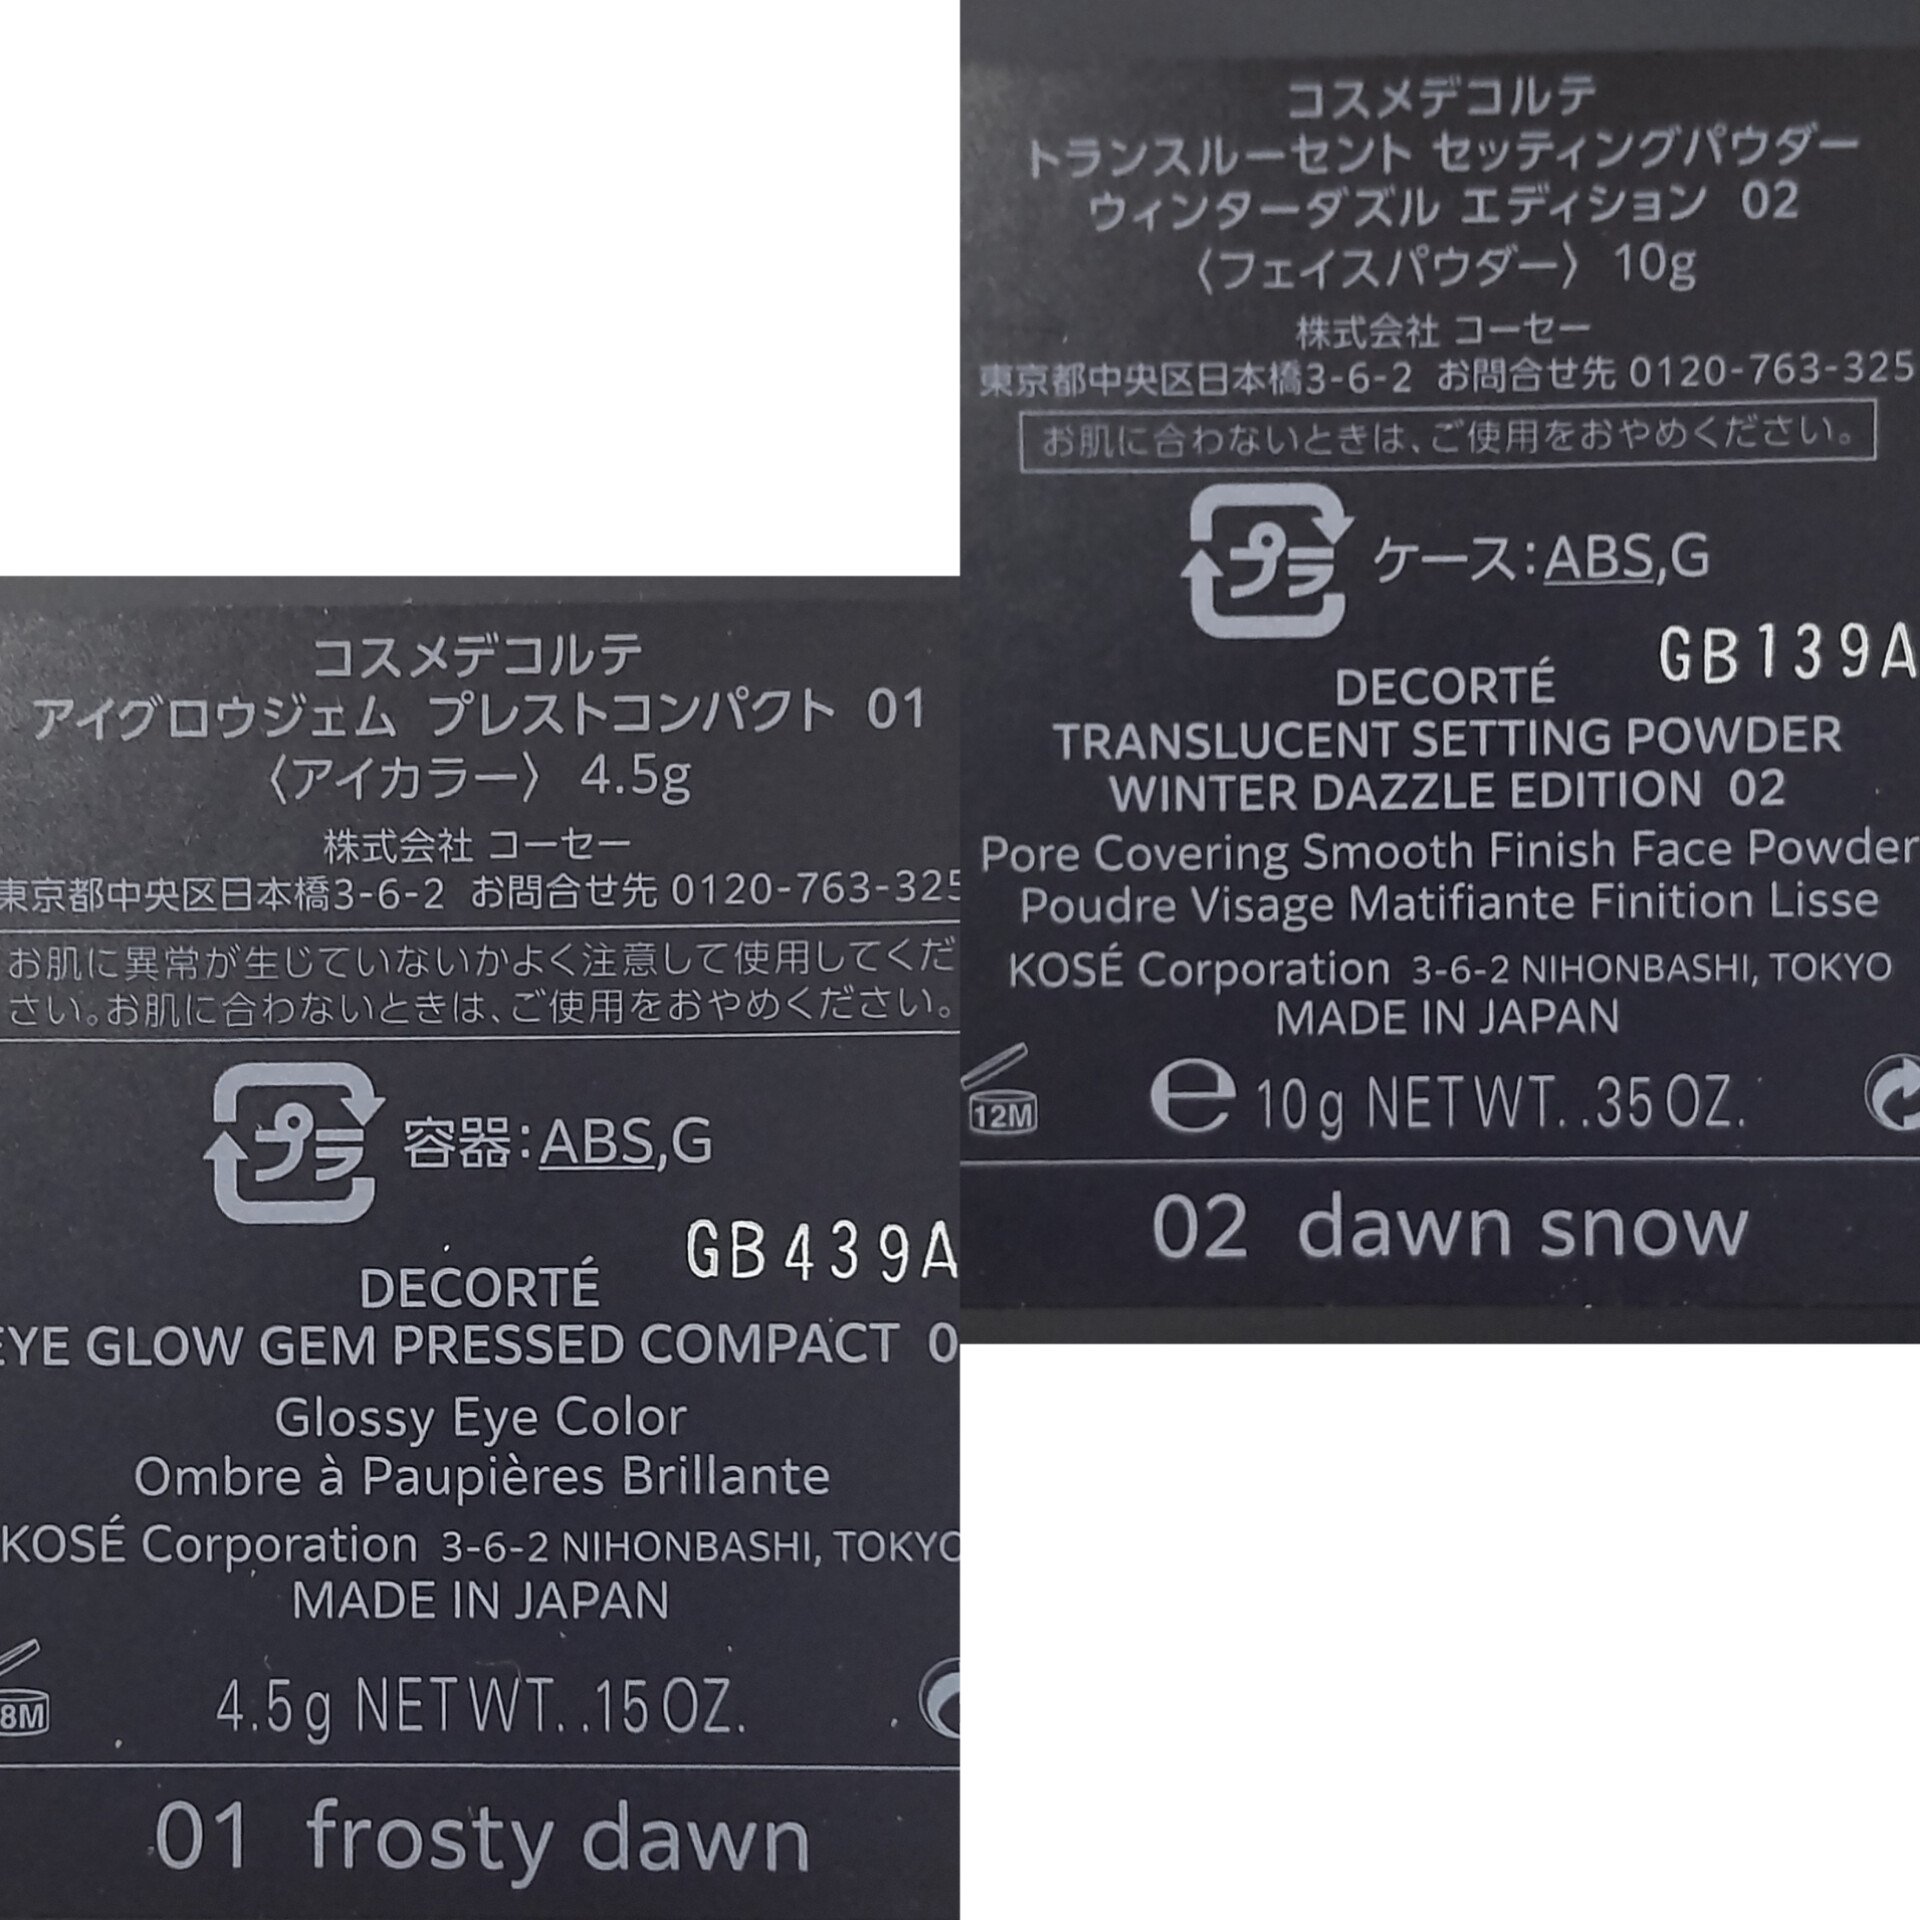 コスメデコルテ
アイグロウジェム プレストコンパクト 01
〈アイカラー〉 4.5g
株式会社 コーセー
東京都中央区日本橋3-6-2 お問合せ先 0120-763-325
お肌に異常が生じていないかよく注意して使用してくだ
さい。お肌に合わないときは、ご使用をおやめください。
プラ 容器:ABS,G
GB439A
DECORTÉ
EYE GLOW GEM PRESSED COMPACT 0
Glossy Eye Color
Ombre à Paupières Brillante
KOSÉ Corporation 3-6-2 NIHONBASHI, TOKYO
MADE IN JAPAN
8M 4.5g NET WT. .15 OZ.
01 frosty dawn
コスメデコルテ
トランスルーセント セッティングパウダー
ウィンターダズル エディション 02
〈フェイスパウダー〉 10g
株式会社 コーセー
東京都中央区日本橋3-6-2 お問合せ先 0120-763-325
お肌に合わないときは、ご使用をおやめください。
プラ ケース:ABS,G
GB139A
DECORTÉ
TRANSLUCENT SETTING POWDER
WINTER DAZZLE EDITION 02
Pore Covering Smooth Finish Face Powder
Poudre Visage Matifiante Finition Lisse
KOSÉ Corporation 3-6-2 NIHONBASHI, TOKYO
MADE IN JAPAN
12M e 10g NET WT. .35 OZ.
02 dawn snow